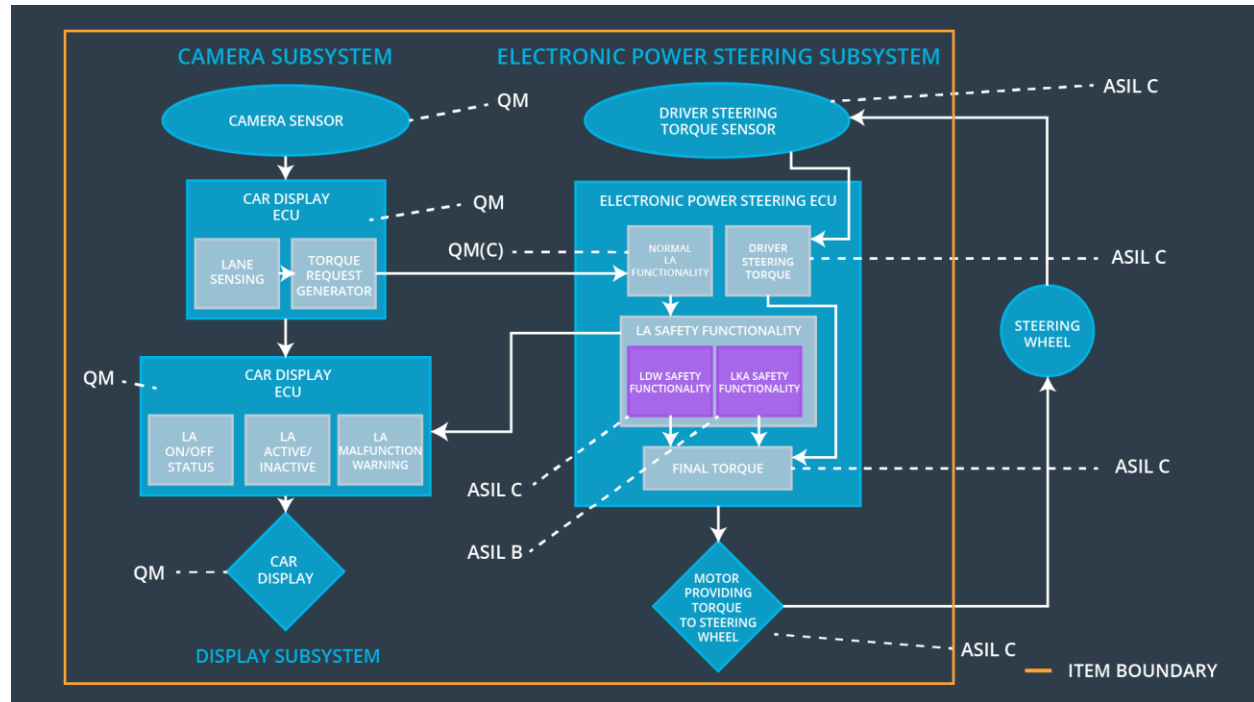 CAMERA SUBSYSTEM
ELECTRONIC POWER STEERING SUBSYSTEM
CAMERA SENSOR
QM
DRIVER STEERING
TORQUE SENSOR
ASIL C
CAR DISPLAY
ECU
QM
LANE
SENSING
TORQUE
REQUEST
GENERATOR
ELECTRONIC POWER STEERING ECU
QM(C)
NORMAL
LA
FUNCTIONALITY
DRIVER
STEERING
TORQUE
ASIL C
STEERING
WHEEL
LA SAFETY FUNCTIONALITY
LDW SAFETY
FUNCTIONALITY
LKA SAFETY
FUNCTIONALITY
CAR DISPLAY
ECU
QM
LA
ON/OFF
STATUS
LA
ACTIVE/
INACTIVE
LA
MALFUNCTION
WARNING
FINAL TORQUE
ASIL C
ASIL C
ASIL B
QM
CAR
DISPLAY
MOTOR
PROVIDING
TORQUE
TO STEERING
WHEEL
ASIL C
DISPLAY SUBSYSTEM
ITEM BOUNDARY